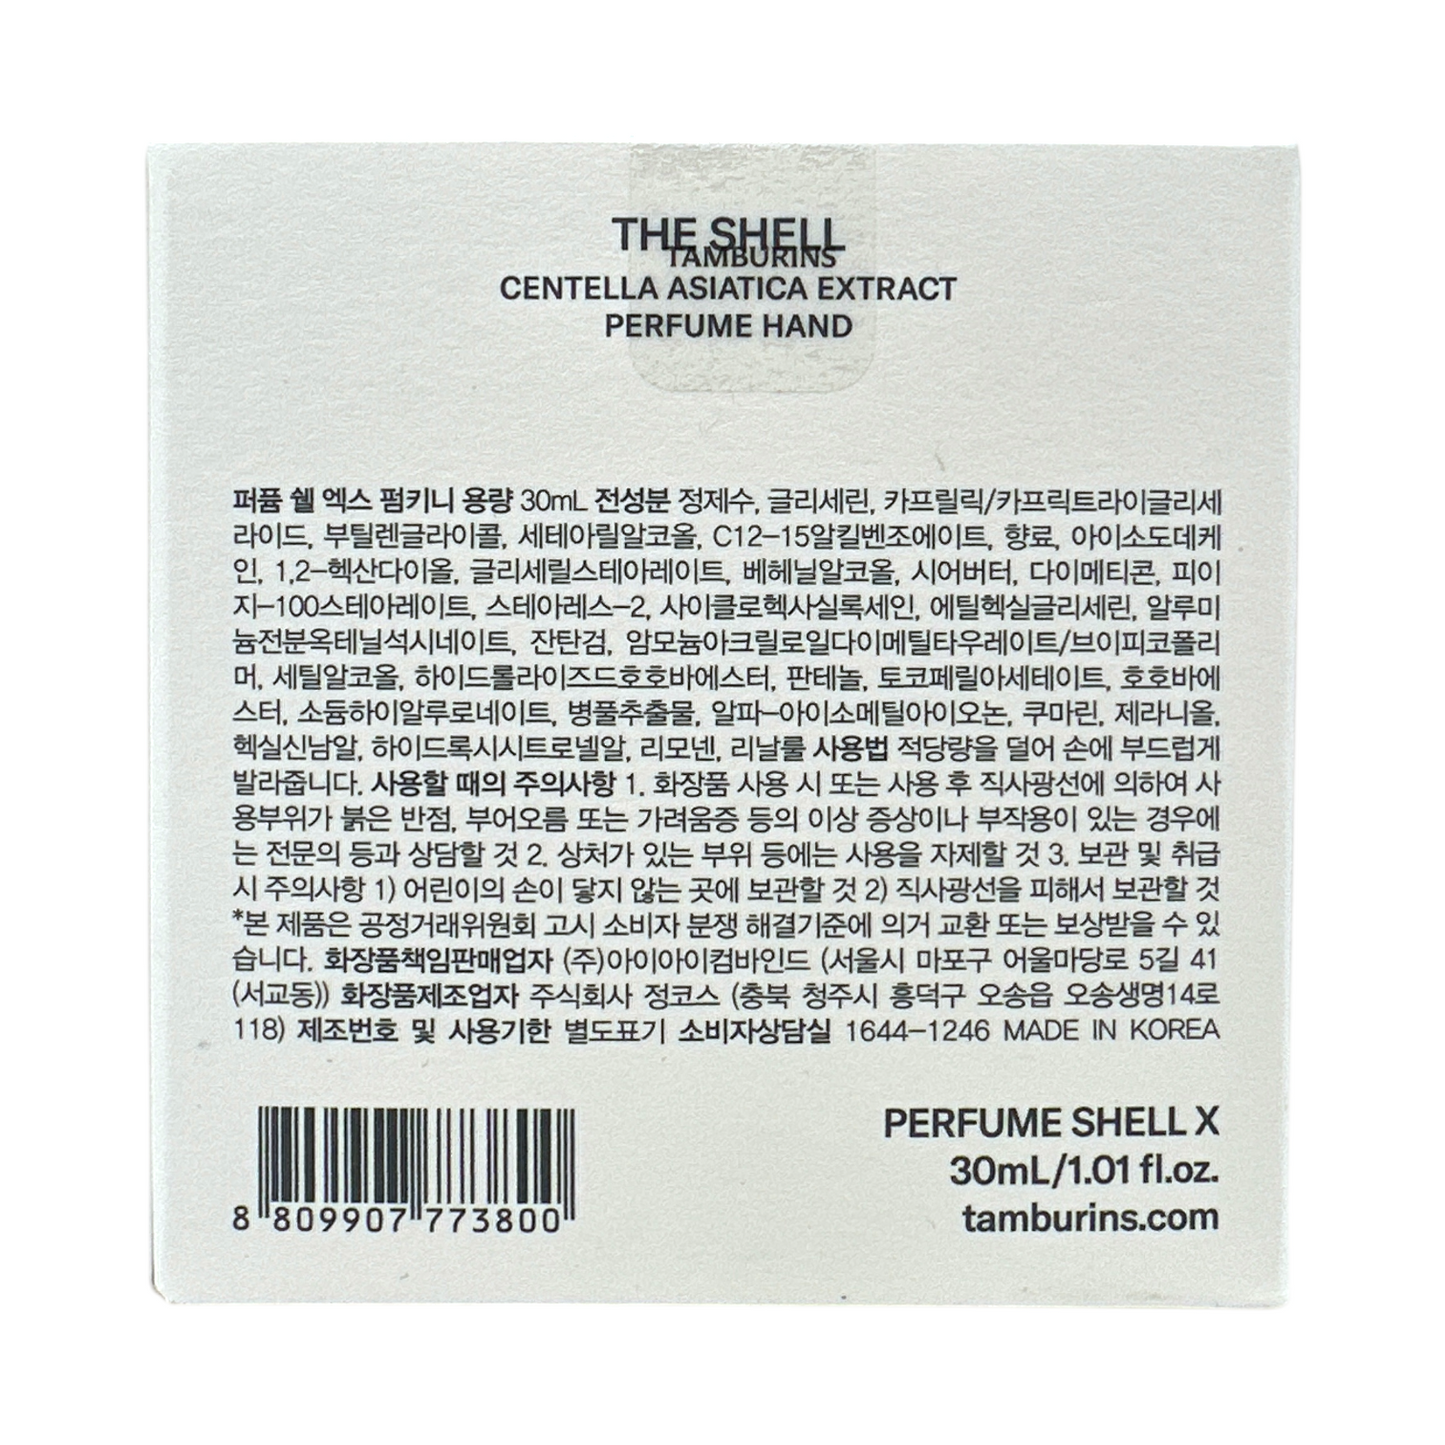 THE SHELL
TAMBURINS
CENTELLA ASIATICA EXTRACT
PERFUME HAND
퍼퓸 쉘 엑스 펌키니 용량 30mL 전성분 정제수, 글리세린, 카프릴릭/카프릭트라이글리세
라이드, 부틸렌글라이콜, 세테아릴알코올, C12-15알킬벤조에이트, 향료, 아이소도데케
인, 1,2-헥산다이올, 글리세릴스테아레이트, 베헤닐알코올, 시어버터, 다이메티콘, 피이
지-100스테아레이트, 스테아레스-2, 사이클로헥사실록세인, 에틸헥실글리세린, 알루미
늄전분옥테닐석시네이트, 잔탄검, 암모늄아크릴로일다이메틸타우레이트/브이피코폴리
머, 세틸알코올, 하이드롤라이즈드호호바에스터, 판테놀, 토코페릴아세테이트, 호호바에
스터, 소듐하이알루로네이트, 병풀추출물, 알파-아이소메틸아이오논, 쿠마린, 제라니올,
헥실신남알, 하이드록시시트로넬알, 리모넨, 리날룰 사용법 적당량을 덜어 손에 부드럽게
발라줍니다. 사용할 때의 주의사항 1. 화장품 사용 시 또는 사용 후 직사광선에 의하여 사
용부위가 붉은 반점, 부어오름 또는 가려움증 등의 이상 증상이나 부작용이 있는 경우에
는 전문의 등과 상담할 것 2. 상처가 있는 부위 등에는 사용을 자제할 것 3. 보관 및 취급
시 주의사항 1) 어린이의 손이 닿지 않는 곳에 보관할 것 2) 직사광선을 피해서 보관할 것
*본 제품은 공정거래위원회 고시 소비자 분쟁 해결기준에 의거 교환 또는 보상받을 수 있
습니다. 화장품책임판매업자 (주)아이아이컴바인드 (서울시 마포구 어울마당로 5길 41
(서교동)) 화장품제조업자 주식회사 정코스 (충북 청주시 흥덕구 오송읍 오송생명14로
118) 제조번호 및 사용기한 별도표기 소비자상담실 1644-1246 MADE IN KOREA
8 809907 773800
PERFUME SHELL X
30mL/1.01 fl.oz.
tamburins.com